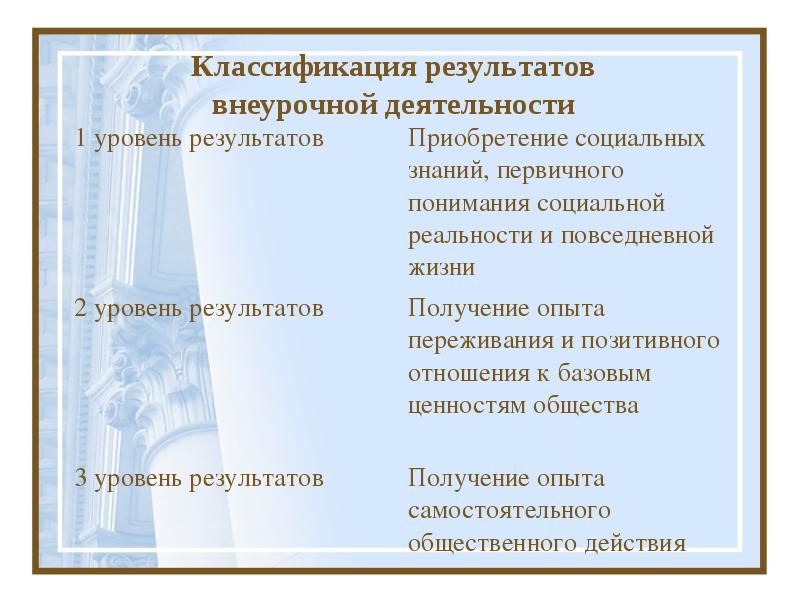 Классификация результатов
внеурочной деятельности
1 уровень результатов
Приобретение социальных
знаний, первичного
понимания социальной
реальности и повседневной
жизни
2 уровень результатов
Получение опыта
переживания и позитивного
отношения к базовым
ценностям общества
3 уровень результатов
Получение опыта
самостоятельного
общественного действия